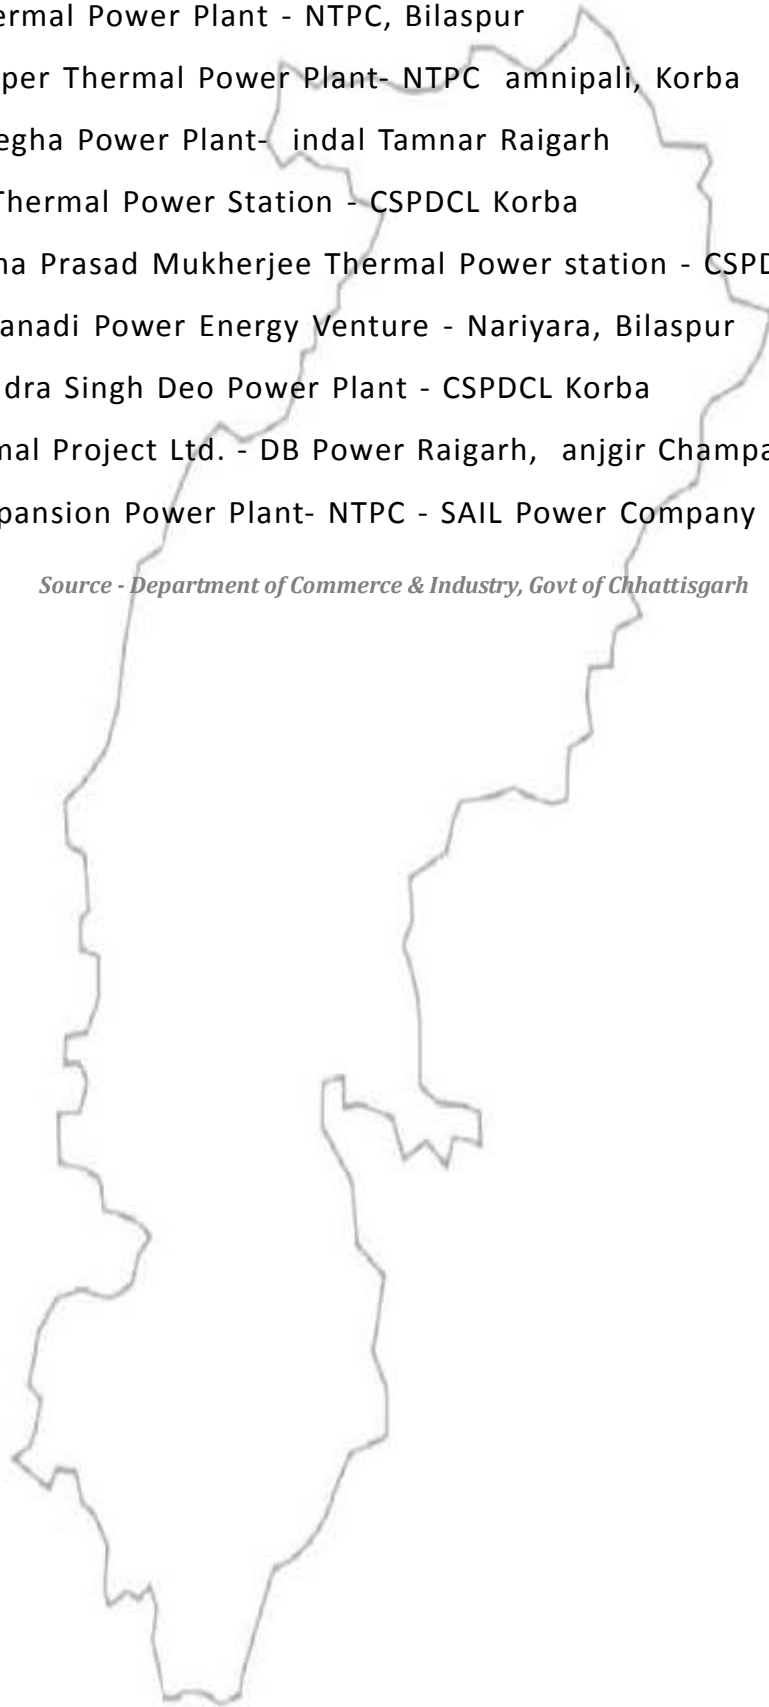 ermal Power Plant - NTPC, Bilaspur
per Thermal Power Plant- NTPC amnipali, Korba
egha Power Plant- indal Tamnar Raigarh
Thermal Power Station - CSPDCL Korba
na Prasad Mukherjee Thermal Power station - CSPD
anadi Power Energy Venture - Nariyara, Bilaspur
dra Singh Deo Power Plant - CSPDCL Korba
mal Project Ltd. - DB Power Raigarh, anjgir Champa
pansion Power Plant- NTPC - SAIL Power Company
Source - Department of Commerce & Industry, Govt of Chhattisgarh